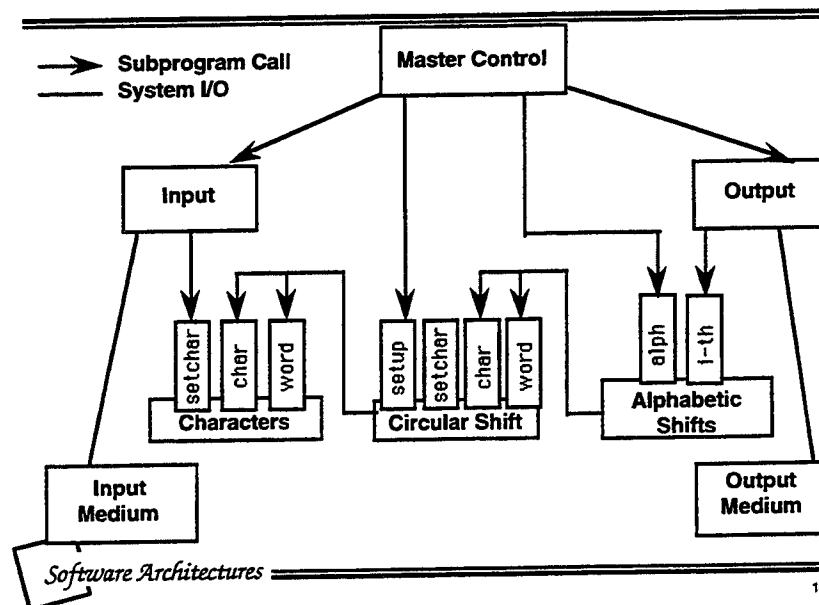 Subprogram Call
System I/O
Master Control
Input
Output
setchar
char
word
setup
setchar
char
word
alph
i-th
Characters
Circular Shift
Alphabetic
Shifts
Input
Medium
Output
Medium
Software Architectures